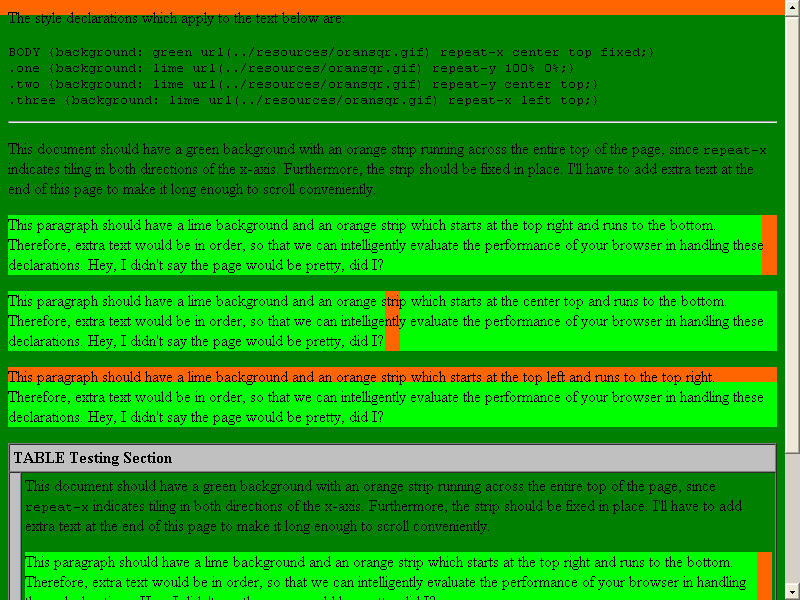 The style declarations which apply to the text below are:
BODY {background: green url(../resources/oransqr.gif) repeat-x center top fixed;}
.one {background: lime url(../resources/oransqr.gif) repeat-y 100% 0%;}
.two {background: lime url(../resources/oransqr.gif) repeat-y center top;}
.three {background: lime url(../resources/oransqr.gif) repeat-x left top;}
This document should have a green background with an orange strip running across the entire top of the page, since repeat-x
indicates tiling in both directions of the x-axis. Furthermore, the strip should be fixed in place. I'll have to add extra text at the
end of this page to make it long enough to scroll conveniently.
This paragraph should have a lime background and an orange strip which starts at the top right and runs to the bottom.
Therefore, extra text would be in order, so that we can intelligently evaluate the performance of your browser in handling these
declarations. Hey, I didn't say the page would be pretty, did I?
This paragraph should have a lime background and an orange strip which starts at the center top and runs to the bottom.
Therefore, extra text would be in order, so that we can intelligently evaluate the performance of your browser in handling these
declarations. Hey, I didn't say the page would be pretty, did I?
This paragraph should have a lime background and an orange strip which starts at the top left and runs to the top right.
Therefore, extra text would be in order, so that we can intelligently evaluate the performance of your browser in handling these
declarations. Hey, I didn't say the page would be pretty, did I?
TABLE Testing Section
This document should have a green background with an orange strip running across the entire top of the page, since
repeat-x indicates tiling in both directions of the x-axis. Furthermore, the strip should be fixed in place. I'll have to add
extra text at the end of this page to make it long enough to scroll conveniently.
This paragraph should have a lime background and an orange strip which starts at the top right and runs to the bottom.
Therefore, extra text would be in order, so that we can intelligently evaluate the performance of your browser in handling